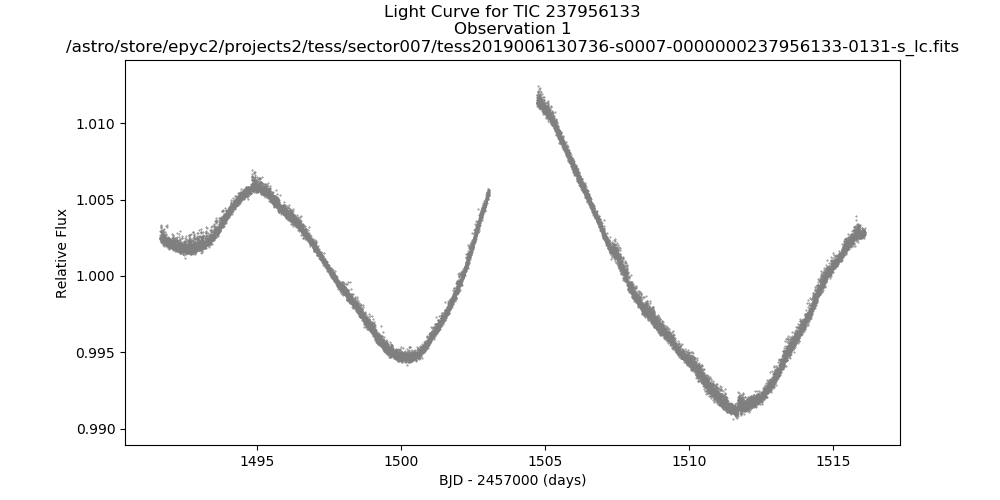 Light Curve for TIC 237956133
Observation 1
/astro/store/epyc2/projects2/tess/sector007/tess2019006130736-s0007-0000000237956133-0131-s_lc.fits
1.010
1.005
1.000
0.995
0.990
Relative Flux
1495
1500
1505
1510
1515
BJD - 2457000 (days)